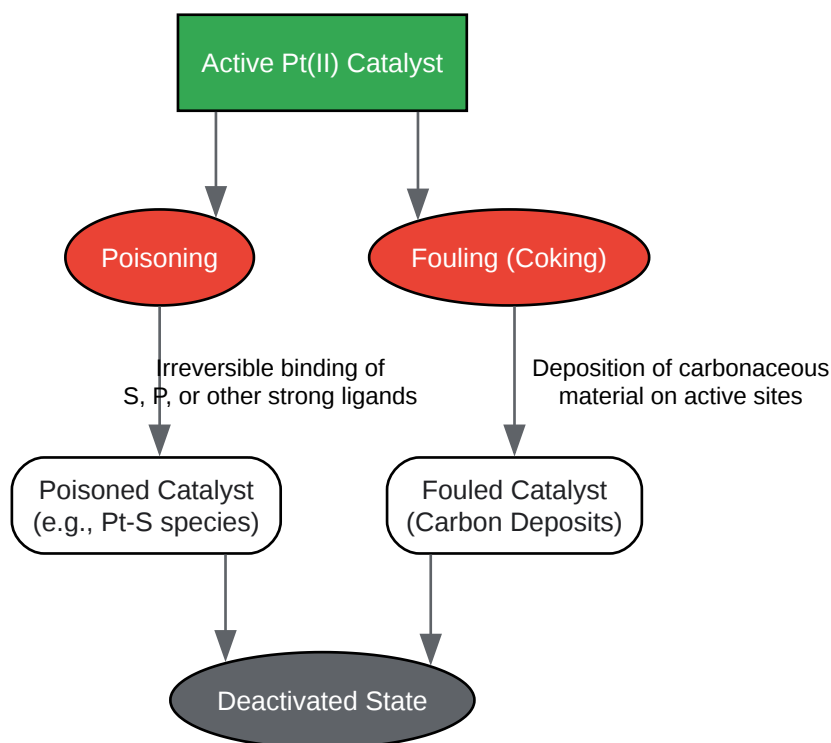 Active Pt(II) Catalyst
Poisoning
Fouling (Coking)
Irreversible binding of
S, P, or other strong ligands
Deposition of carbonaceous
material on active sites
Poisoned Catalyst
(e.g., Pt-S species)
Fouled Catalyst
(Carbon Deposits)
Deactivated State